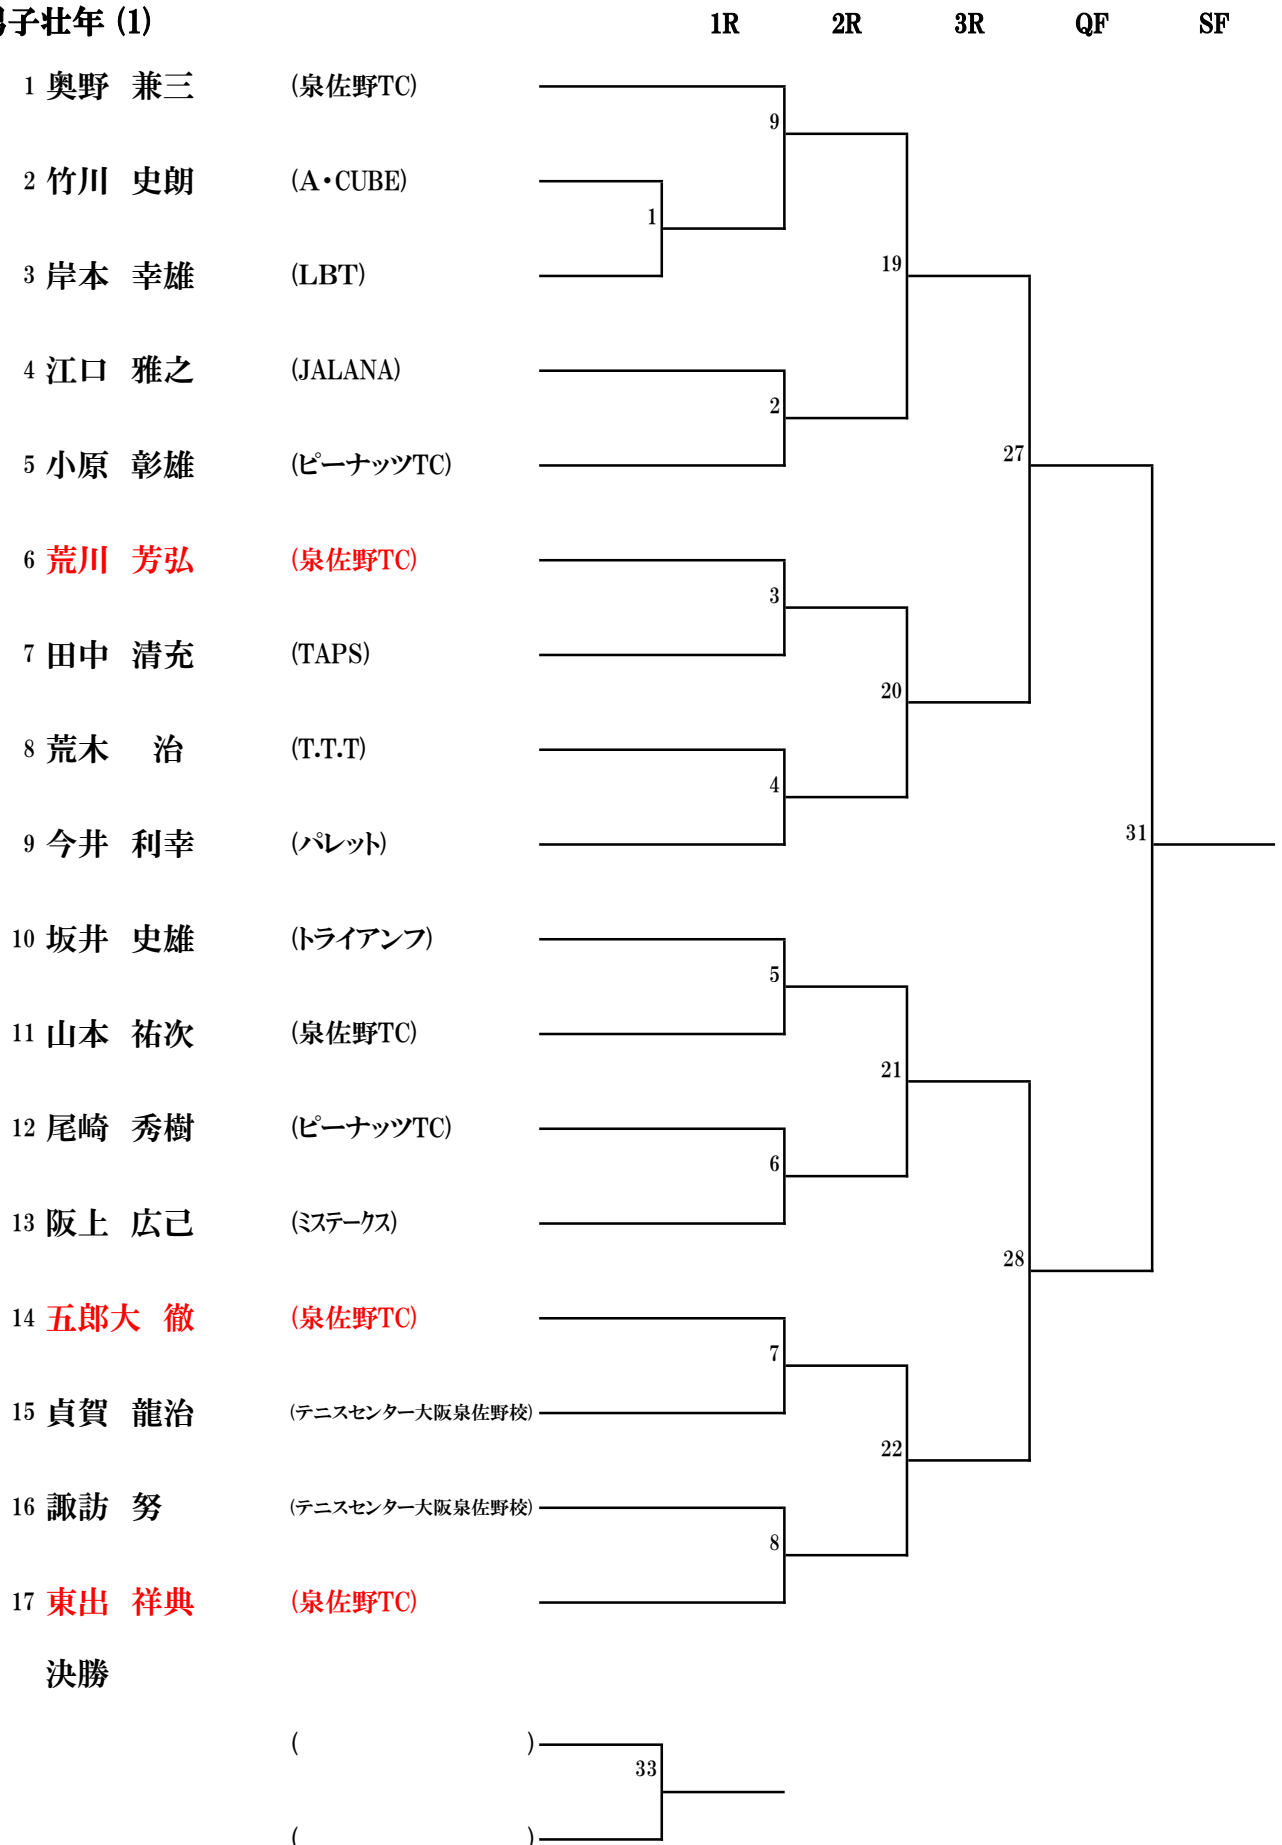 男子壮年 (1) 1R 2R 3R QF SF
1 奥野 兼三 (泉佐野TC)
9
2 竹川 史朗 (A・CUBE)
1
3 岸本 幸雄 (LBT)
19
4 江口 雅之 (JALANA)
2
5 小原 彰雄 (ピーナッツTC)
27
6 荒川 芳弘 (泉佐野TC)
3
7 田中 清充 (TAPS)
20
8 荒木 治 (T.T.T)
4
9 今井 利幸 (パレット)
31
10 坂井 史雄 (トライアンフ)
5
11 山本 祐次 (泉佐野TC)
21
12 尾崎 秀樹 (ピーナッツTC)
6
13 阪上 広己 (ミステークス)
28
14 五郎大 徹 (泉佐野TC)
7
15 貞賀 龍治 (テニスセンター大阪泉佐野校)
22
16 諏訪 努 (テニスセンター大阪泉佐野校)
8
17 東出 祥典 (泉佐野TC)
決勝
( )
33
( )